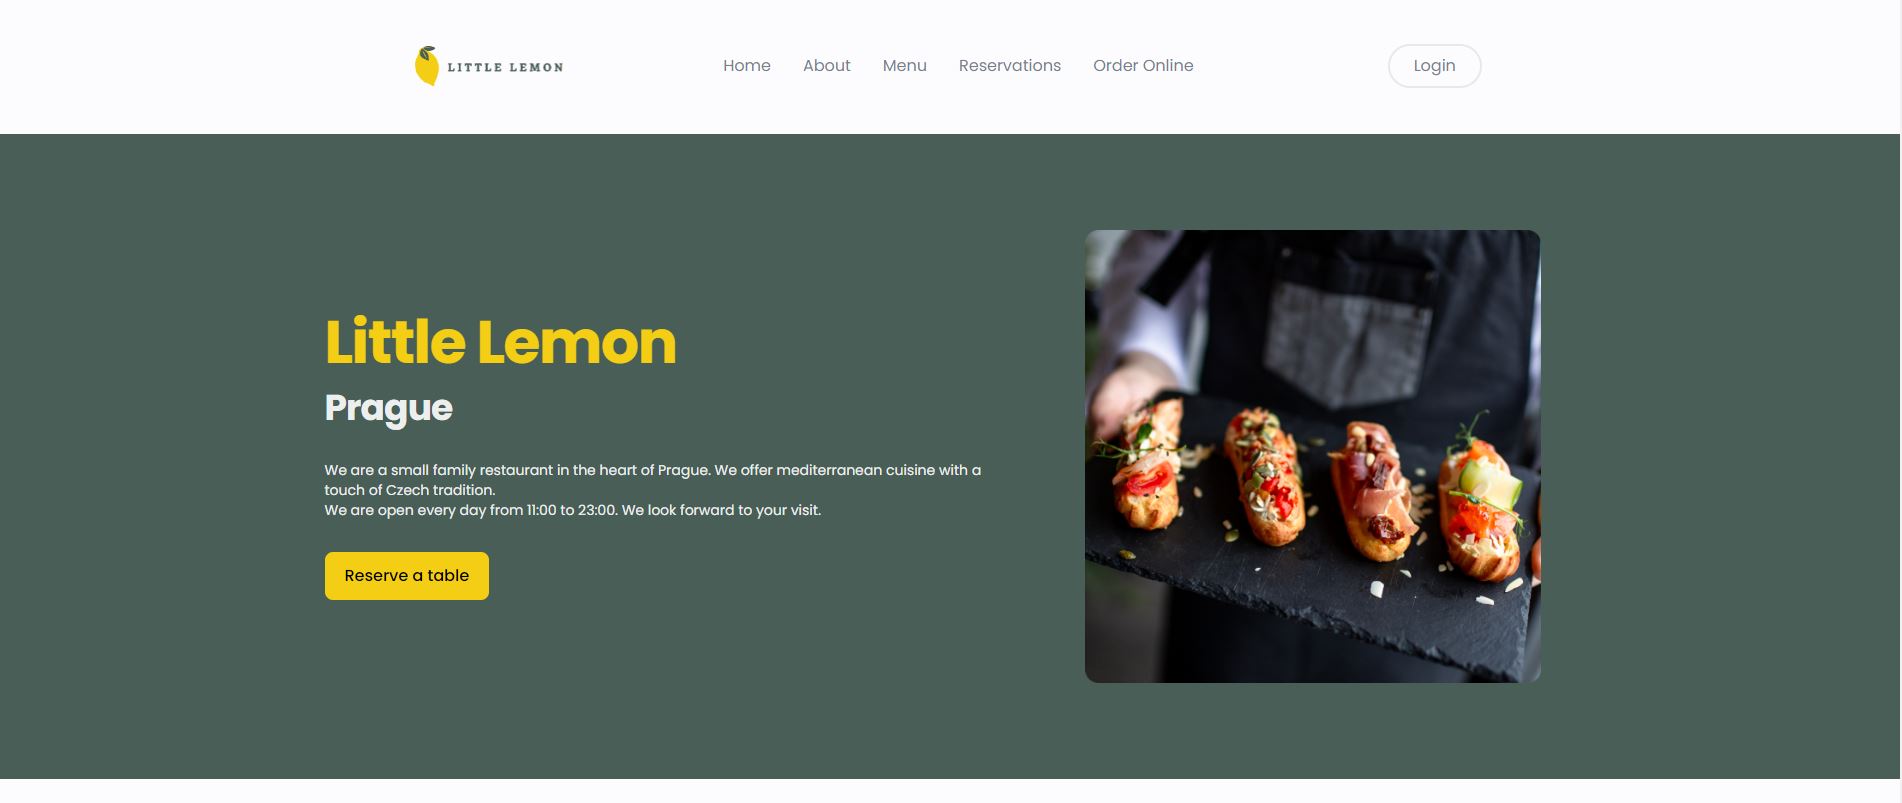 LITTLE LEMON
Home About Menu Reservations Order Online
Login
Little Lemon
Prague
We are a small family restaurant in the heart of Prague. We offer mediterranean cuisine with a
touch of Czech tradition.
We are open every day from 11:00 to 23:00. We look forward to your visit.
Reserve a table